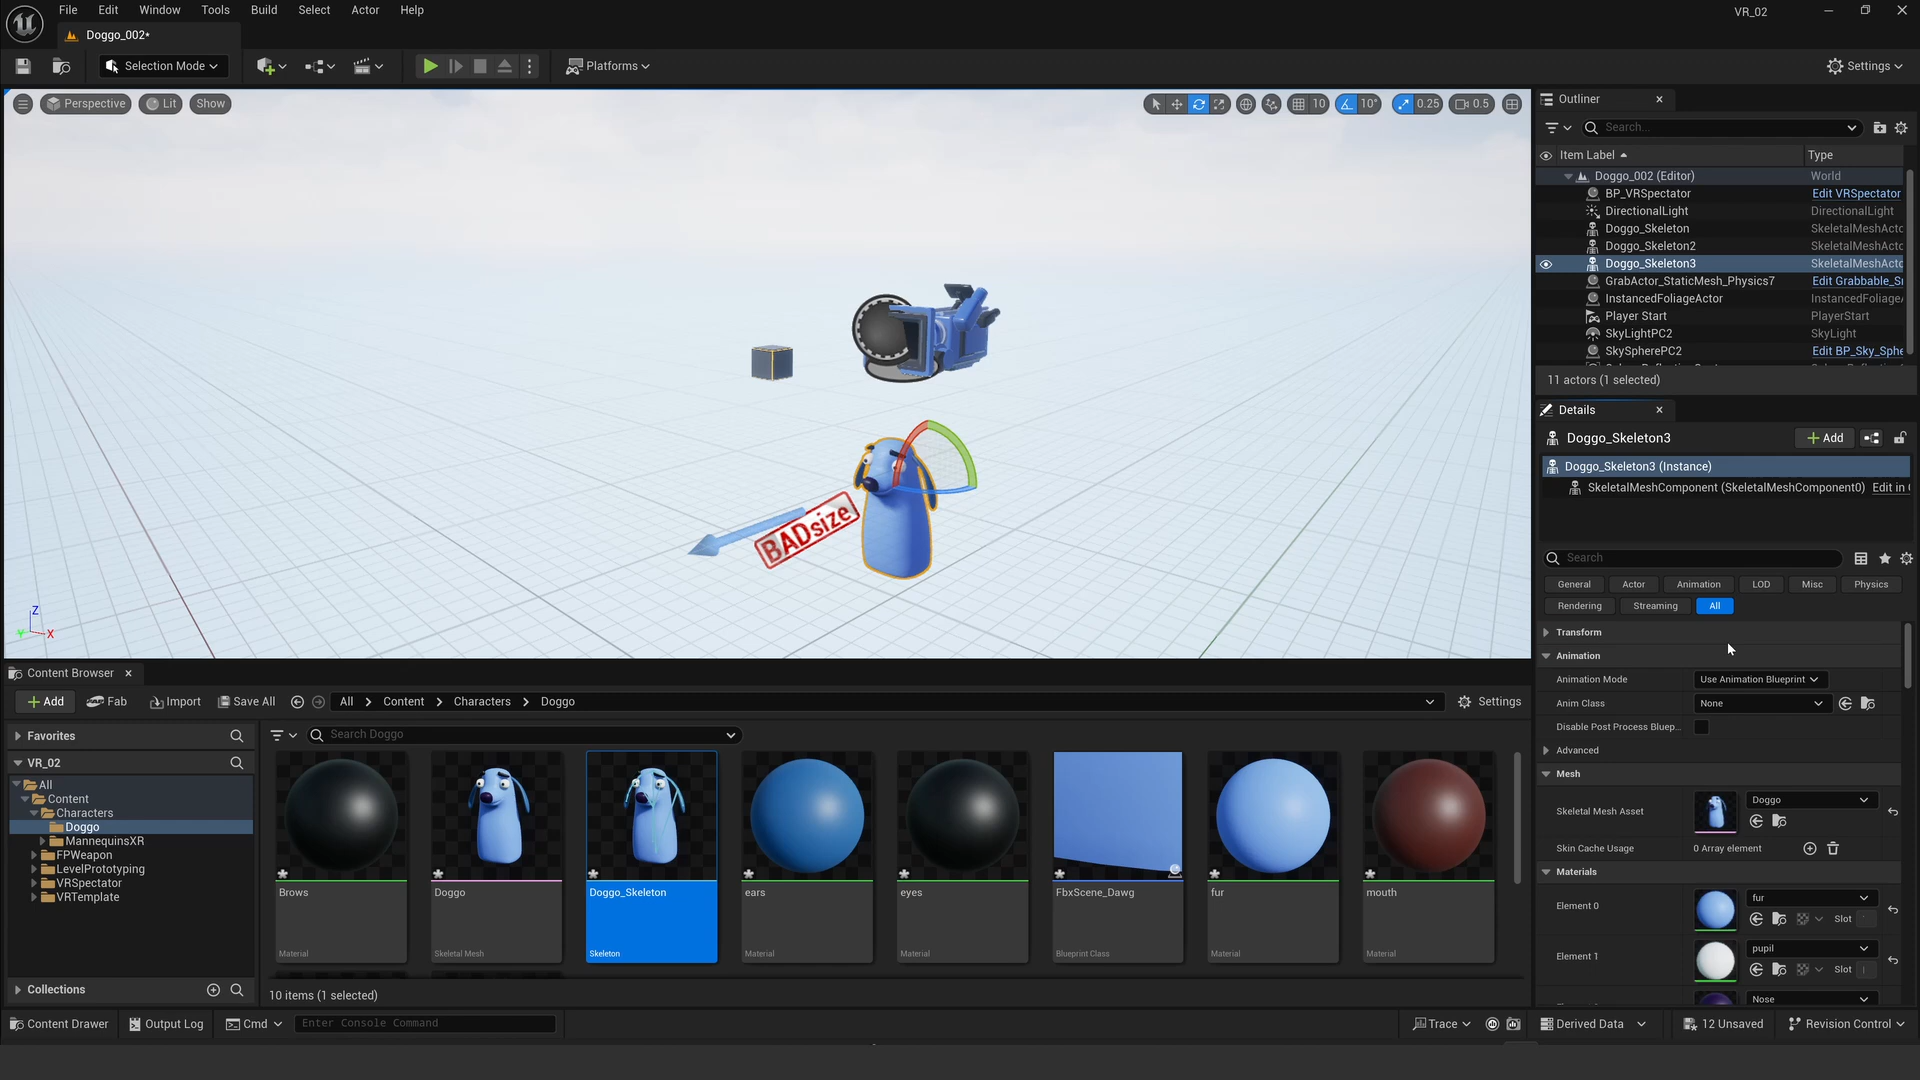 File Edit Window Tools Build Select Actor Help
VR_02
Doggo_002*
Selection Mode
Platforms
Settings
Perspective Lit Show
10 10° 0.25 0.5
BADsize
Z
Y X
Outliner
Search...
Item Label Type
Doggo_002 (Editor) World
BP_VRSpectator Edit VRSpectator
DirectionalLight DirectionalLight
Doggo_Skeleton SkeletalMeshActo
Doggo_Skeleton2 SkeletalMeshActo
Doggo_Skeleton3 SkeletalMeshActo
GrabActor_StaticMesh_Physics7 Edit Grabbable_S
InstancedFoliageActor InstancedFoliage
Player Start PlayerStart
SkyLightPC2 SkyLight
SkySpherePC2 Edit BP_Sky_Sphe
11 actors (1 selected)
Details
Doggo_Skeleton3
Add
Doggo_Skeleton3 (Instance)
SkeletalMeshComponent (SkeletalMeshComponent0) Edit in
Search
General Actor Animation LOD Misc Physics
Rendering Streaming All
Transform
Animation
Animation Mode Use Animation Blueprint
Anim Class None
Disable Post Process Bluep...
Advanced
Mesh
Skeletal Mesh Asset Doggo
Skin Cache Usage 0 Array element
Materials
Element 0 fur
Slot
Element 1 pupil
Slot
Nose
Content Browser
Add Fab Import Save All All Content Characters Doggo Settings
Favorites
VR_02
All
Content
Characters
Doggo
MannequinsXR
FPWeapon
LevelPrototyping
VRSpectator
VRTemplate
Collections
Search Doggo
Brows Doggo Doggo_Skeleton ears eyes FbxScene_Dawg fur mouth
Material Skeletal Mesh Skeleton Material Material Blueprint Class Material Material
10 items (1 selected)
Content Drawer Output Log Cmd Enter Console Command Trace Derived Data 12 Unsaved Revision Control